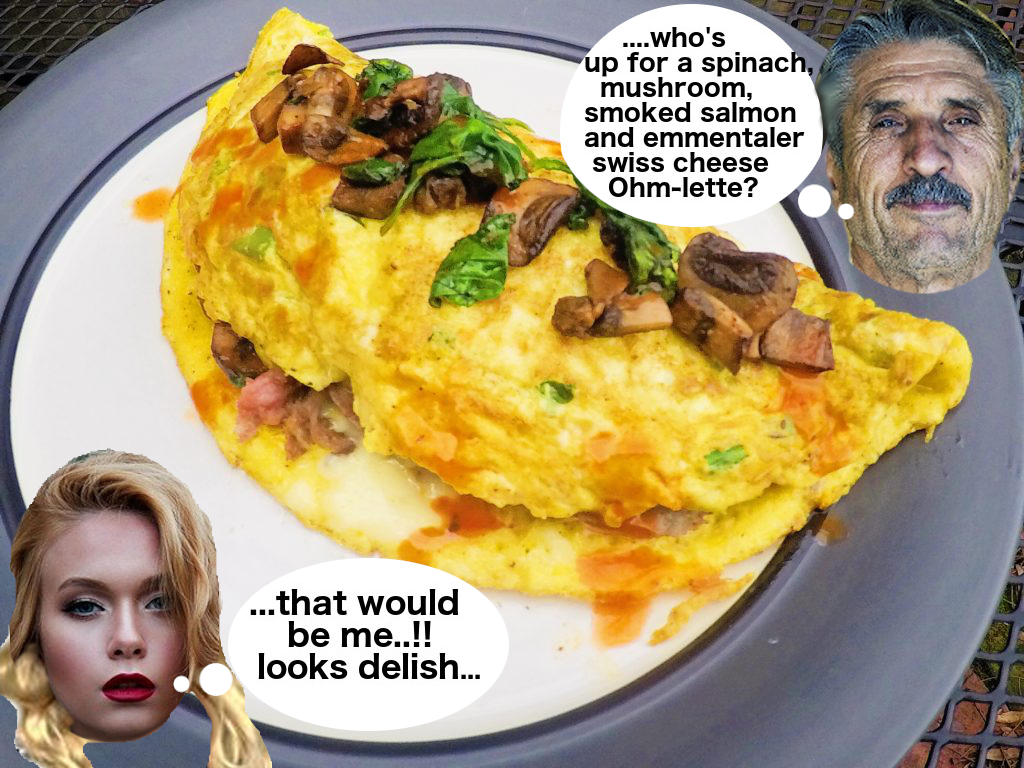 ....who's
up for a spinach,
mushroom,
smoked salmon
and emmentaler
swiss cheese
Ohm-lette?
...that would
be me..!!
looks delish...